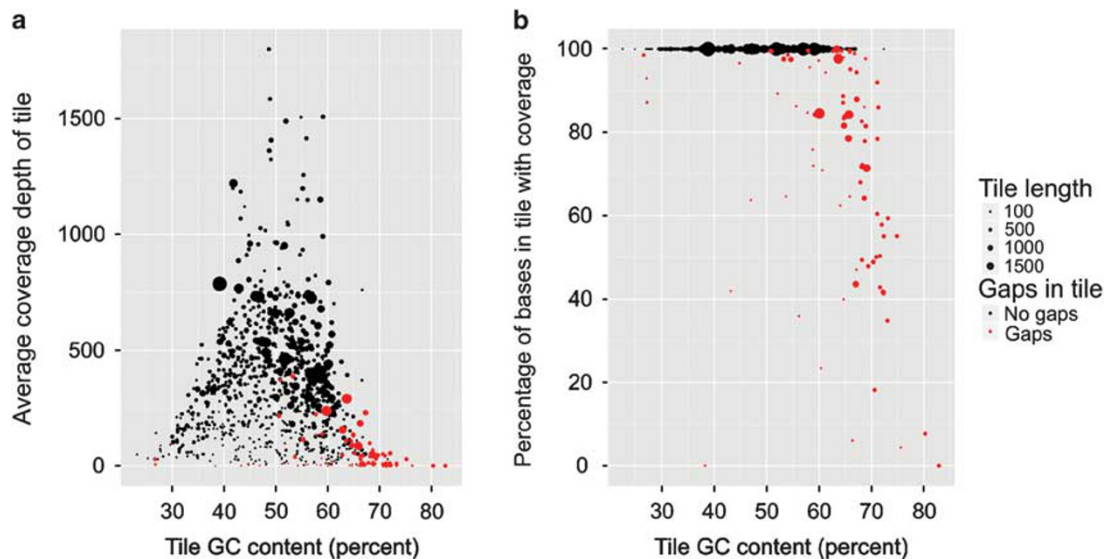 a
b
Average coverage depth of tile
1500
1000
500
0
30 40 50 60 70 80
Tile GC content (percent)
Percentage of bases in tile with coverage
100
80
60
40
20
0
30 40 50 60 70 80
Tile GC content (percent)
Tile length
100
500
1000
1500
Gaps in tile
No gaps
Gaps